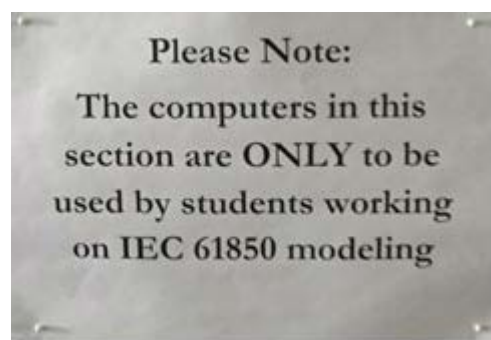 Please Note:
The computers in this
section are ONLY to be
used by students working
on IEC 61850 modeling